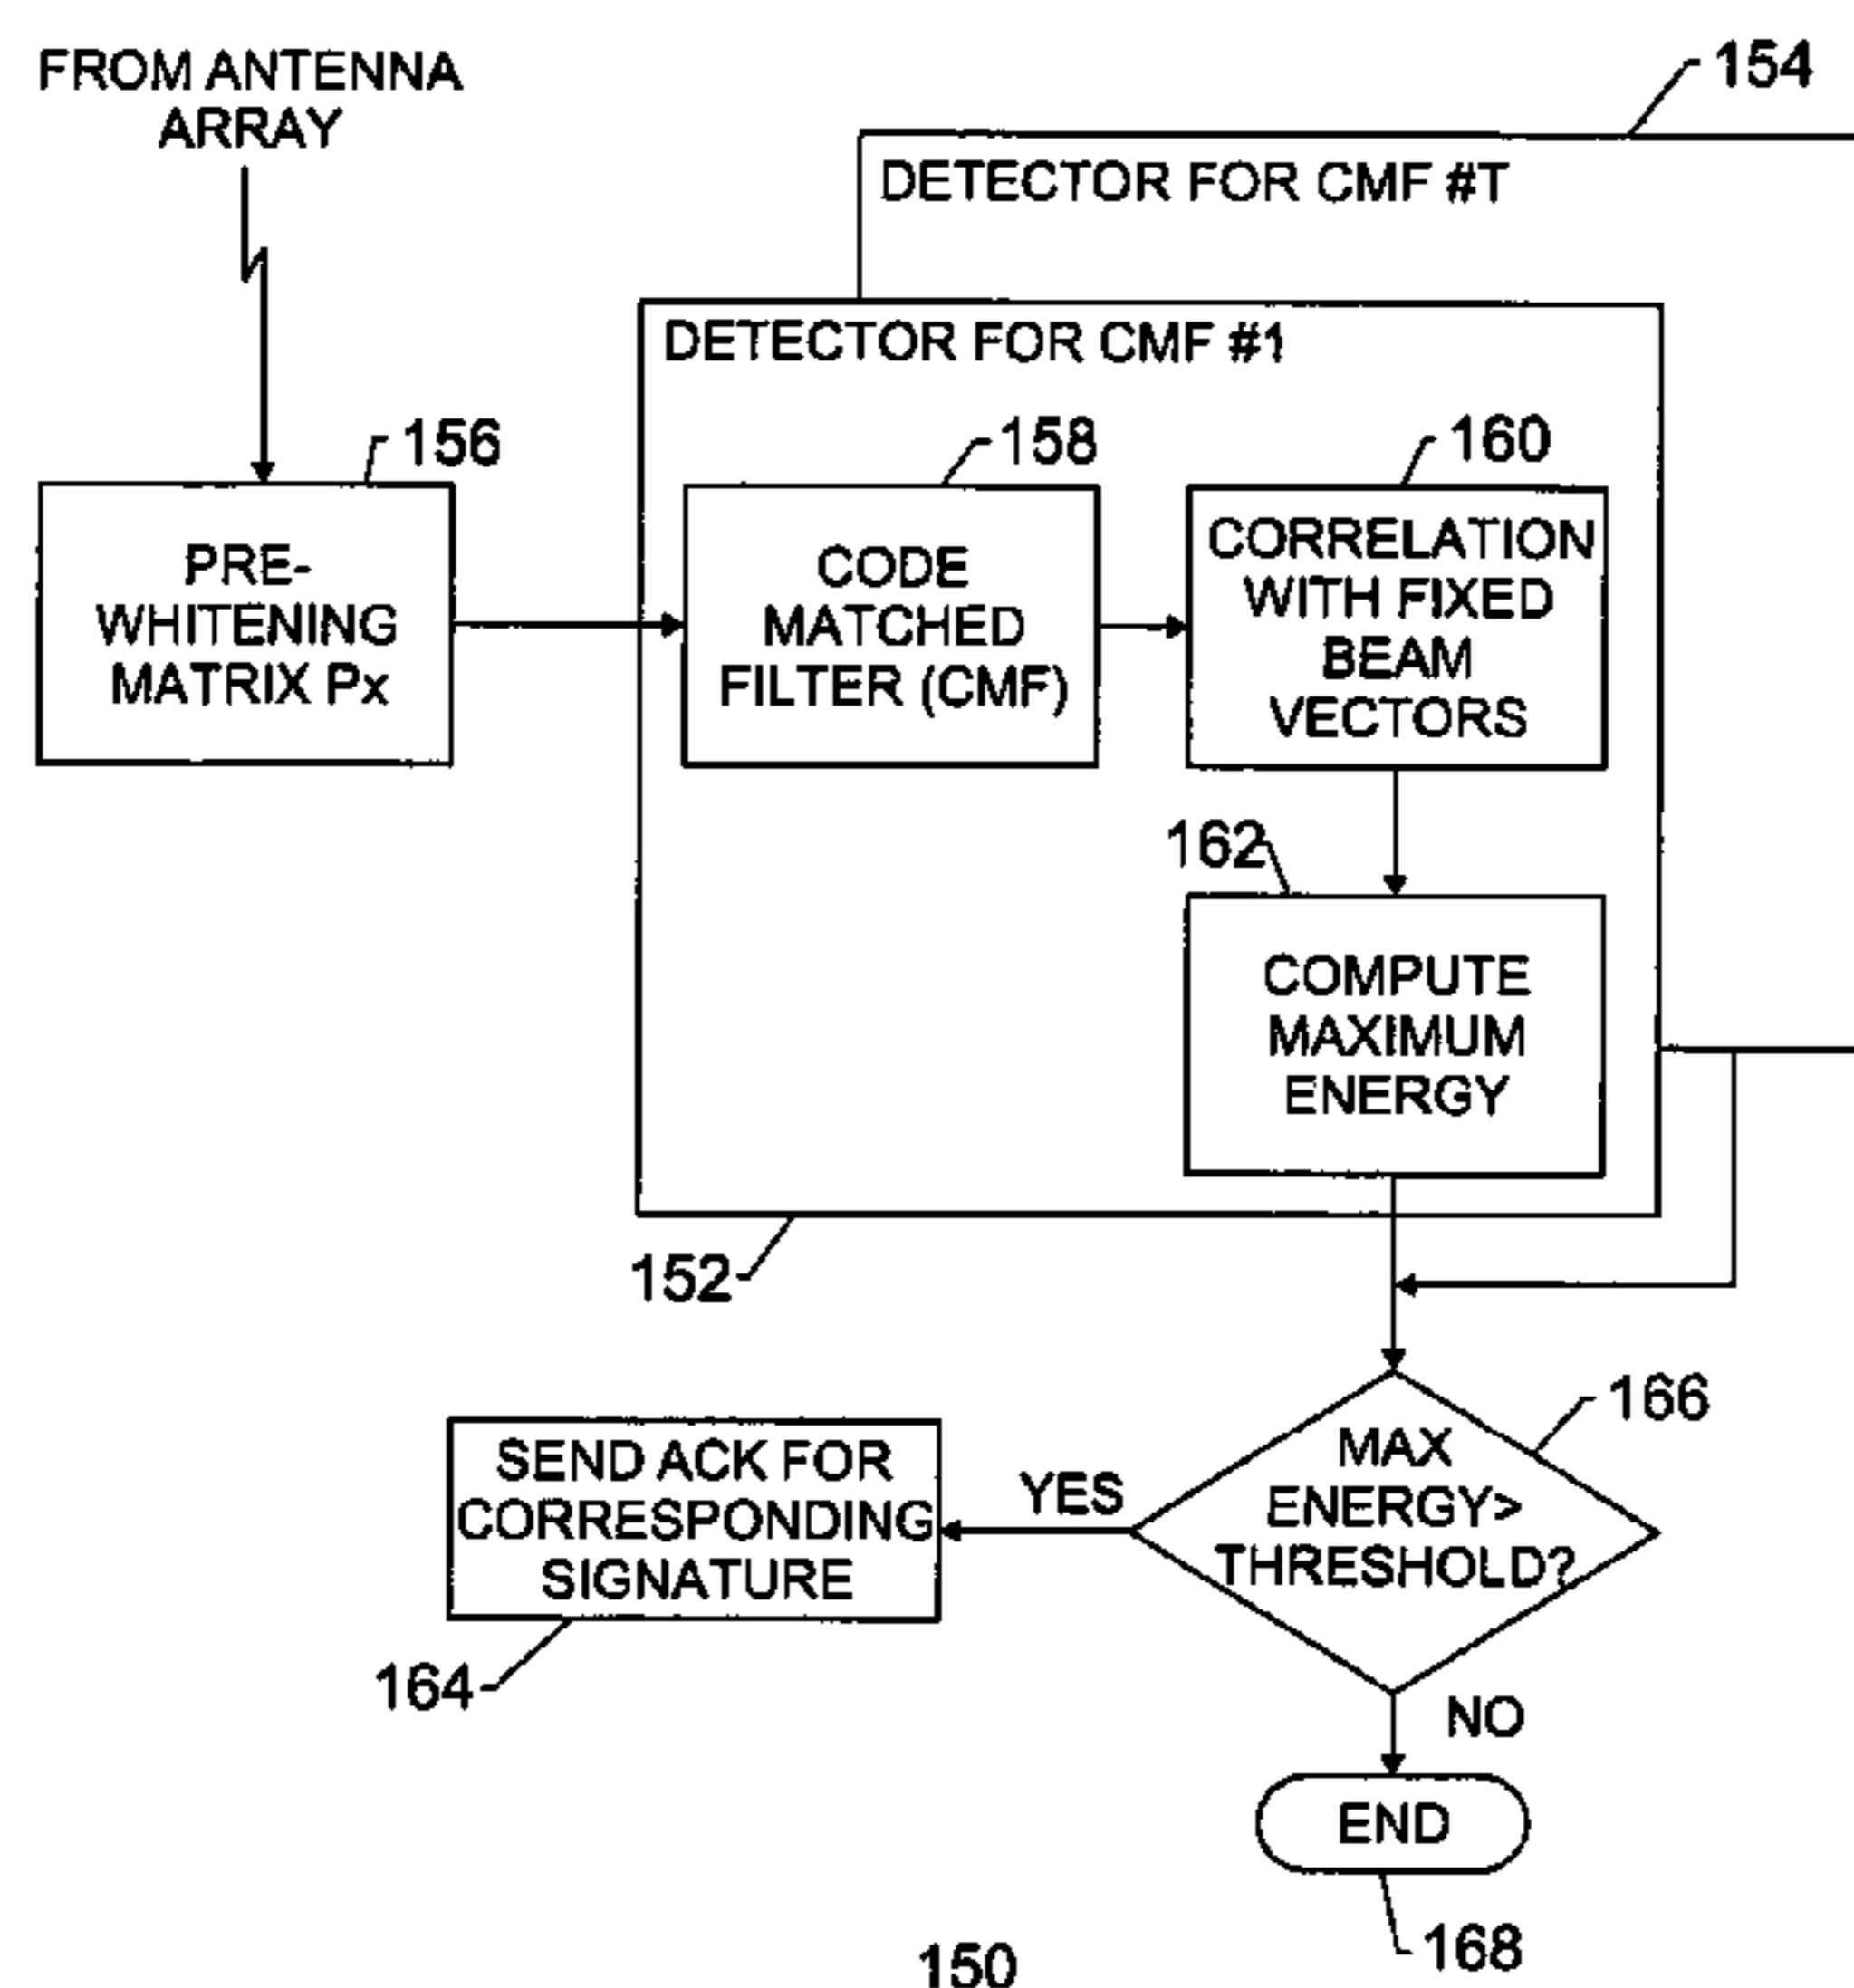 FROM ANTENNA
ARRAY
154
DETECTOR FOR CMF #T
DETECTOR FOR CMF #1
156
158
160
PRE-
WHITENING
MATRIX Px
CODE
MATCHED
FILTER (CMF)
CORRELATION
WITH FIXED
BEAM
VECTORS
162
COMPUTE
MAXIMUM
ENERGY
152
166
MAX
ENERGY>
THRESHOLD?
YES
SEND ACK FOR
CORRESPONDING
SIGNATURE
164
NO
END
168
150